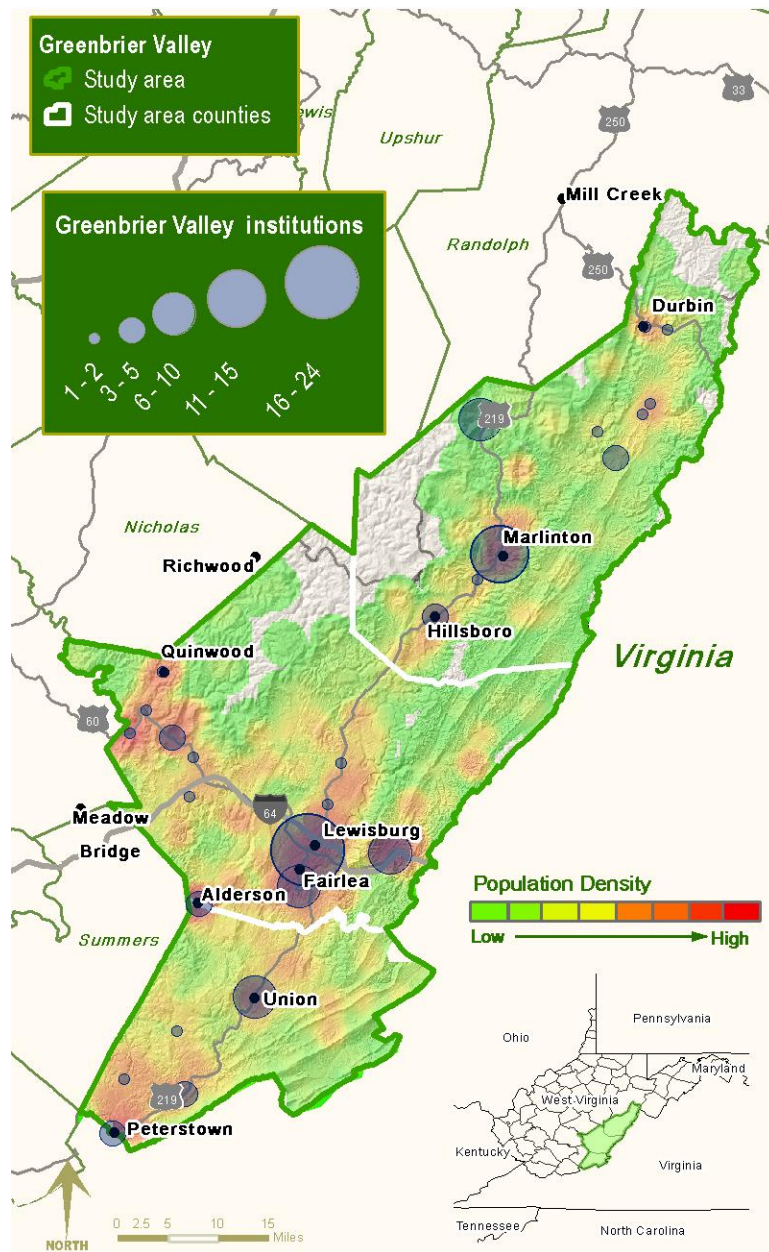 Greenbrier Valley
Study area
Study area counties
Greenbrier Valley institutions
1 - 2
3 - 5
6 - 10
11 - 15
16 - 24
Upshur
33
250
Mill Creek
Randolph
250
Durbin
219
Nicholas
Richwood
Marlinton
Hillsboro
Quinwood
Virginia
60
Meadow
Bridge
64
Lewisburg
Fairlea
Alderson
Summers
Union
219
Peterstown
Population Density
Low
High
Ohio
Pennsylvania
Maryland
West Virginia
Kentucky
Virginia
Tennessee
North Carolina
NORTH
0 2.5 5 10 15
Miles